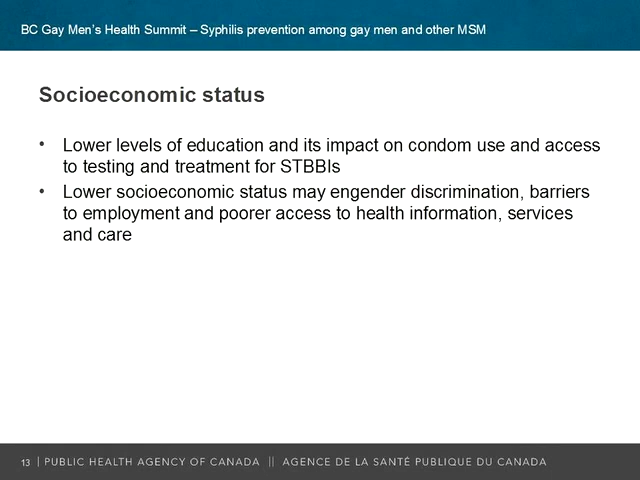 BC Gay Men's Health Summit – Syphilis prevention among gay men and other MSM
Socioeconomic status
• Lower levels of education and its impact on condom use and access
to testing and treatment for STBBIs
• Lower socioeconomic status may engender discrimination, barriers
to employment and poorer access to health information, services
and care
13 | PUBLIC HEALTH AGENCY OF CANADA || AGENCE DE LA SANTÉ PUBLIQUE DU CANADA